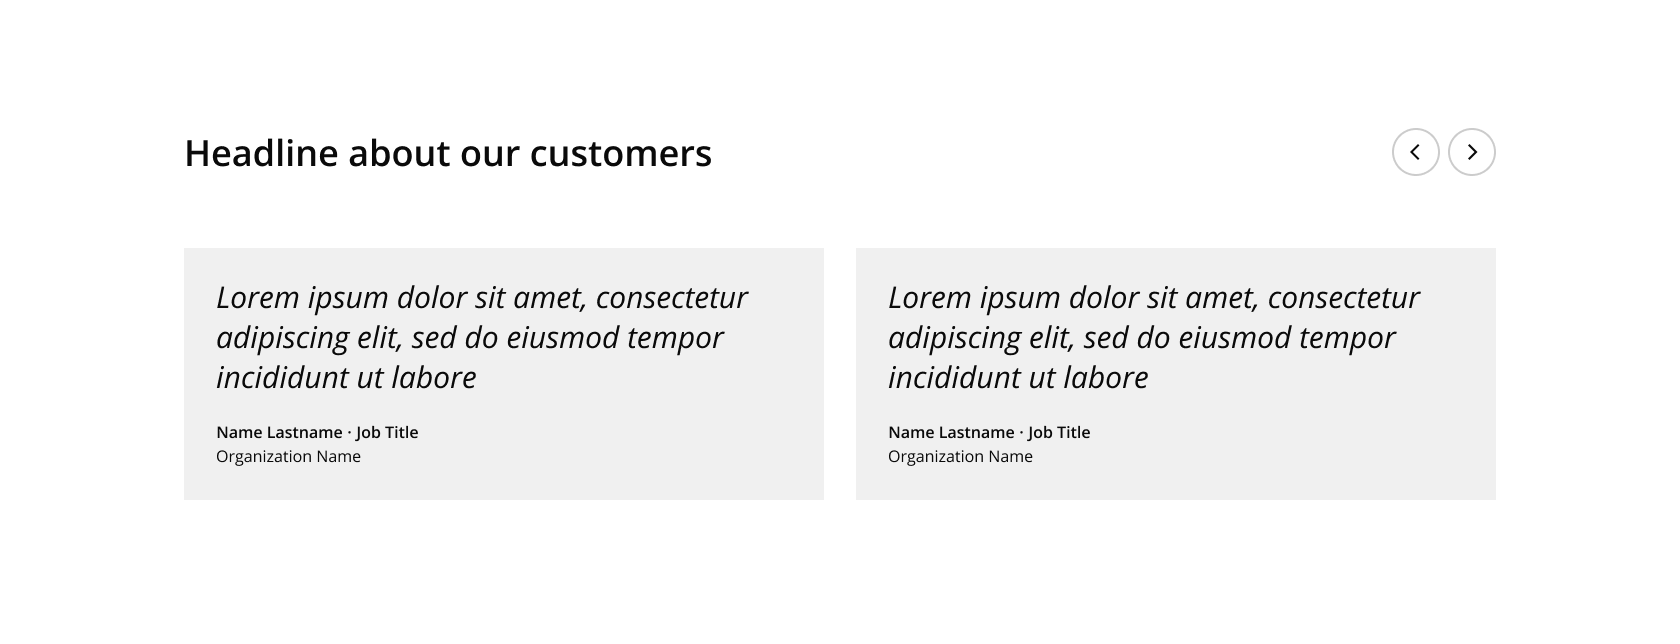 Headline about our customers
Lorem ipsum dolor sit amet, consectetur
adipiscing elit, sed do eiusmod tempor
incididunt ut labore
Name Lastname · Job Title
Organization Name
Lorem ipsum dolor sit amet, consectetur
adipiscing elit, sed do eiusmod tempor
incididunt ut labore
Name Lastname · Job Title
Organization Name